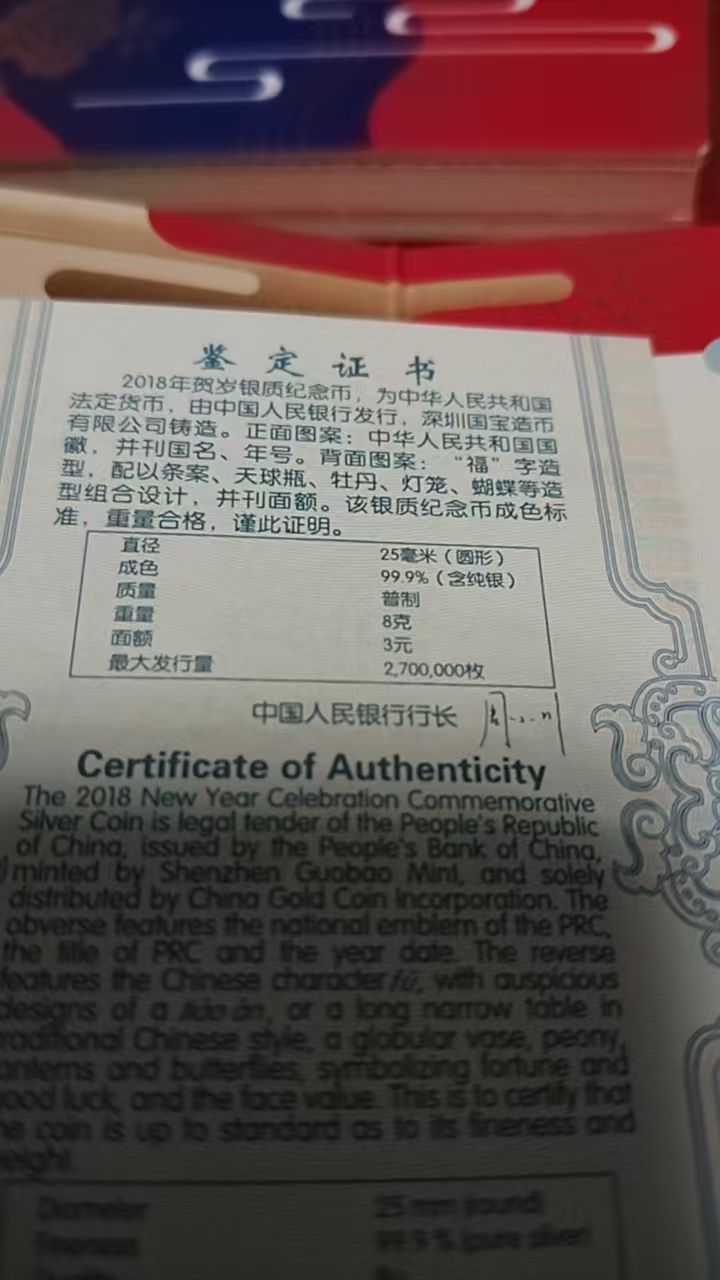 鉴定证书
2018年贺岁银质纪念币，为中华人民共和国
法定货币，由中国人民银行发行，深圳国宝造币
有限公司铸造。正面图案：中华人民共和国国
徽，并刊国名、年号。背面图案：“福”字造
型，配以条案、天球瓶、牡丹、灯笼、蝴蝶等造
型组合设计，并刊面额。该银质纪念币成色标
准，重量合格，谨此证明。
直径 25毫米（圆形）
成色 99.9%（含纯银）
质量 普制
重量 8克
面额 3元
最大发行量 2,700,000枚
中国人民银行行长
Certificate of Authenticity
The 2018 New Year Celebration Commemorative
Silver Coin is legal tender of the People's Republic
of China, issued by the People's Bank of China,
minted by Shenzhen Guobao Mint, and solely
distributed by China Gold Coin Incorporation. The
obverse features the national emblem of the PRC,
the title of PRC and the year date. The reverse
features the Chinese character fú, with auspicious
designs of a tiáo àn, or a long narrow table in
traditional Chinese style, a globular vase, peony,
lanterns and butterflies, symbolizing fortune and
good luck, and the face value. This is to certify that
the coin is up to standard as to its fineness and
weight.
Diameter 25 mm (round)
Fineness 99.9 % (pure silver)